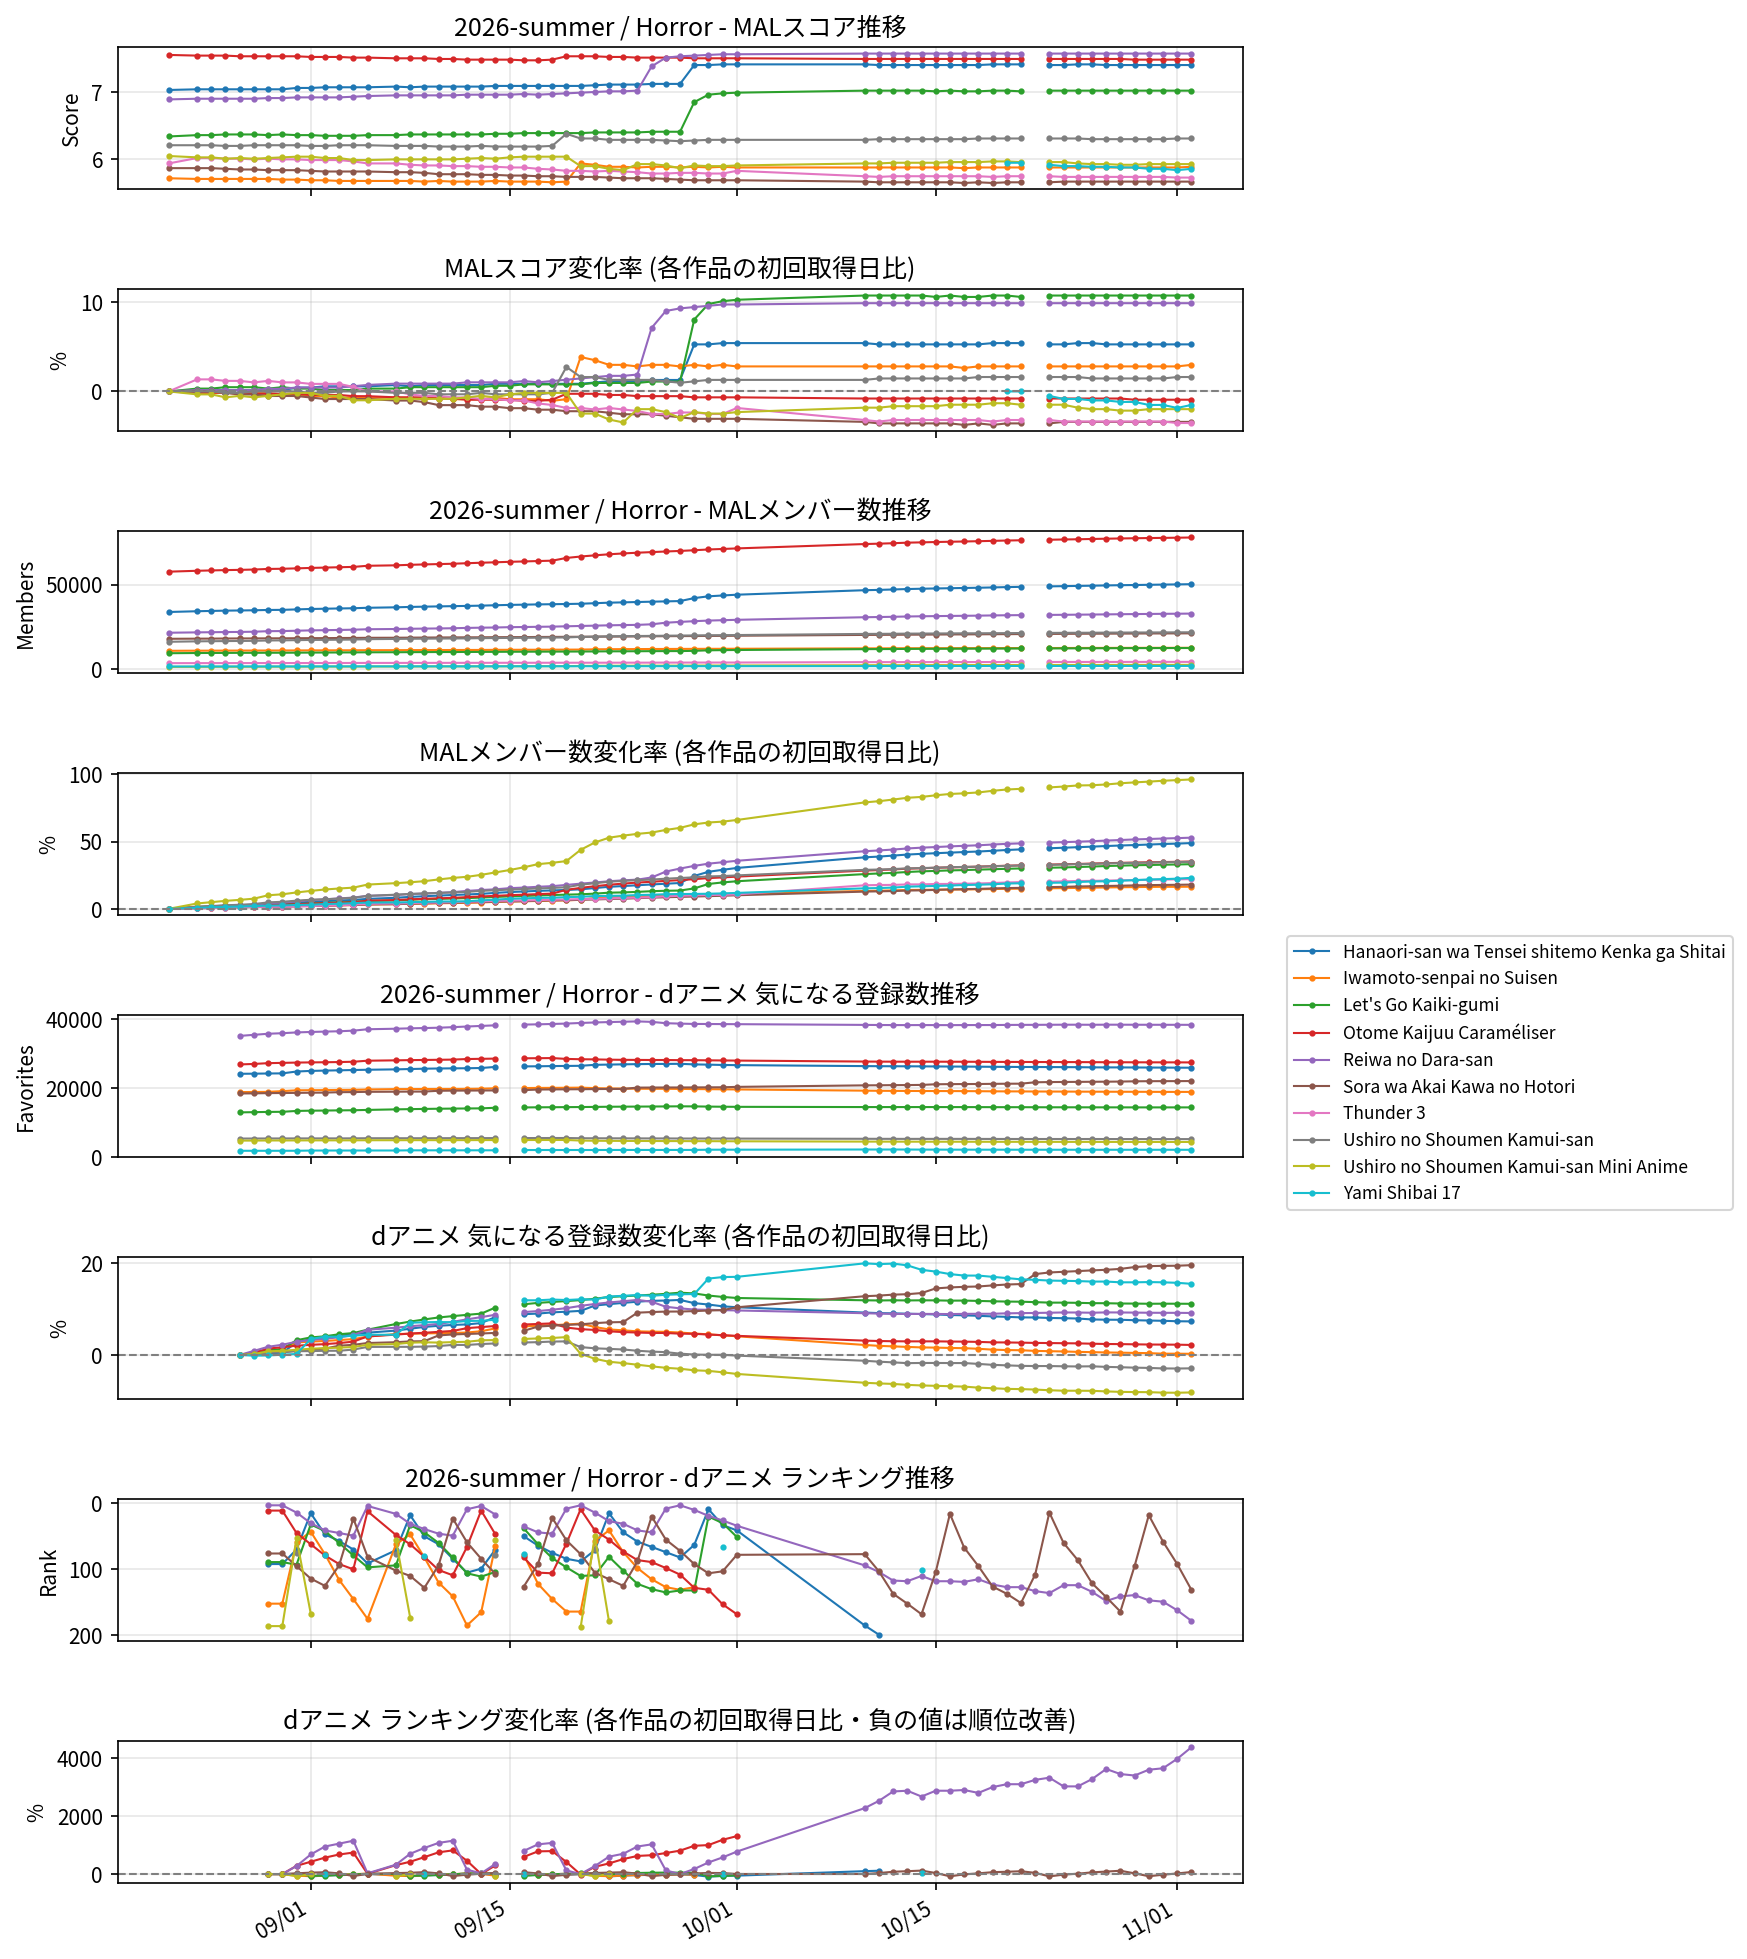 2026-summer / Horror - MALスコア推移
Score
7
6
MALスコア変化率 (各作品の初回取得日比)
%
10
0
2026-summer / Horror - MALメンバー数推移
Members
50000
0
MALメンバー数変化率 (各作品の初回取得日比)
%
100
50
0
2026-summer / Horror - dアニメ 気になる登録数推移
Favorites
40000
20000
0
Hanaori-san wa Tensei shitemo Kenka ga Shitai
Iwamoto-senpai no Suisen
Let's Go Kaiki-gumi
Otome Kaijuu Caraméliser
Reiwa no Dara-san
Sora wa Akai Kawa no Hotori
Thunder 3
Ushiro no Shoumen Kamui-san
Ushiro no Shoumen Kamui-san Mini Anime
Yami Shibai 17
dアニメ 気になる登録数変化率 (各作品の初回取得日比)
%
20
0
2026-summer / Horror - dアニメ ランキング推移
Rank
0
100
200
dアニメ ランキング変化率 (各作品の初回取得日比・負の値は順位改善)
%
4000
2000
0
09/01
09/15
10/01
10/15
11/01